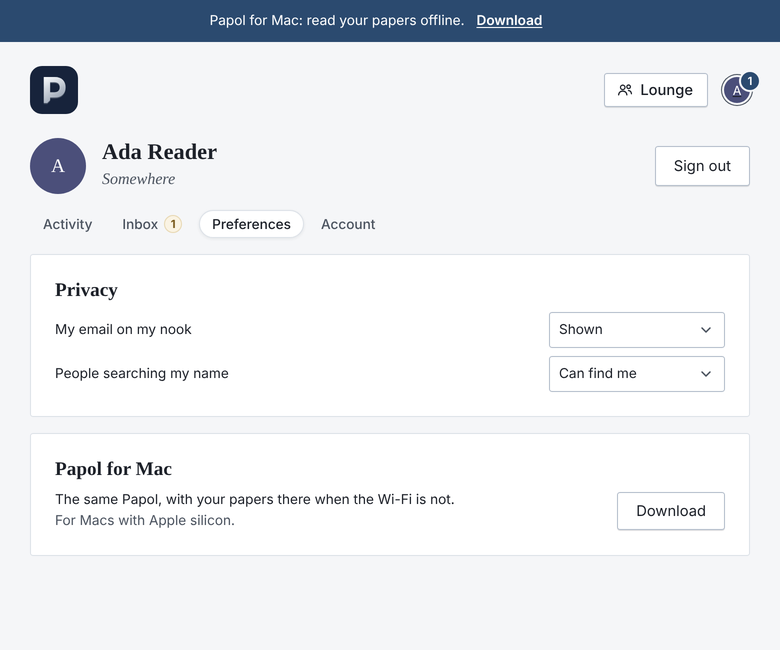 Papol for Mac: read your papers offline. Download
P
Lounge
A 1
A
Ada Reader
Somewhere
Sign out
Activity Inbox 1 Preferences Account
Privacy
My email on my nook Shown
People searching my name Can find me
Papol for Mac
The same Papol, with your papers there when the Wi-Fi is not.
For Macs with Apple silicon.
Download